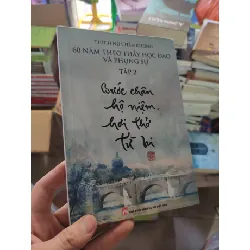 60 NĂM THEO THẦY HỌC ĐẠO
VÀ PHỤNG SỰ
TẬP 2
Bước chân
hộ niệm,
hơi thở
từ bi